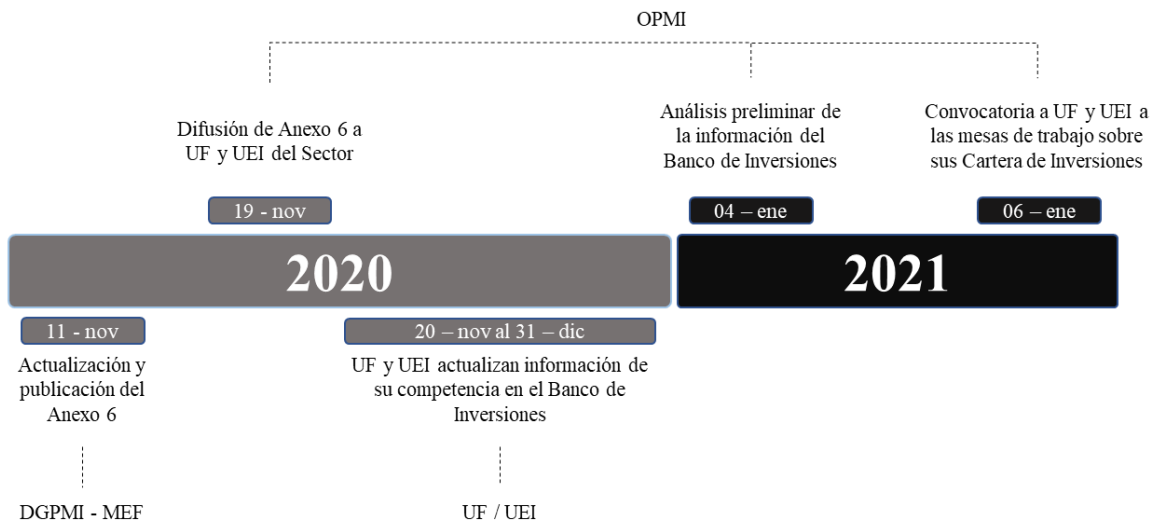 OPMI
Difusión de Anexo 6 a
UF y UEI del Sector
Análisis preliminar de
la información del
Banco de Inversiones
Convocatoria a UF y UEI a
las mesas de trabajo sobre
sus Cartera de Inversiones
19 - nov
04 – ene
06 – ene
2020
2021
11 - nov
20 – nov al 31 – dic
Actualización y
publicación del
Anexo 6
UF y UEI actualizan información de
su competencia en el Banco de
Inversiones
DGPMI - MEF
UF / UEI